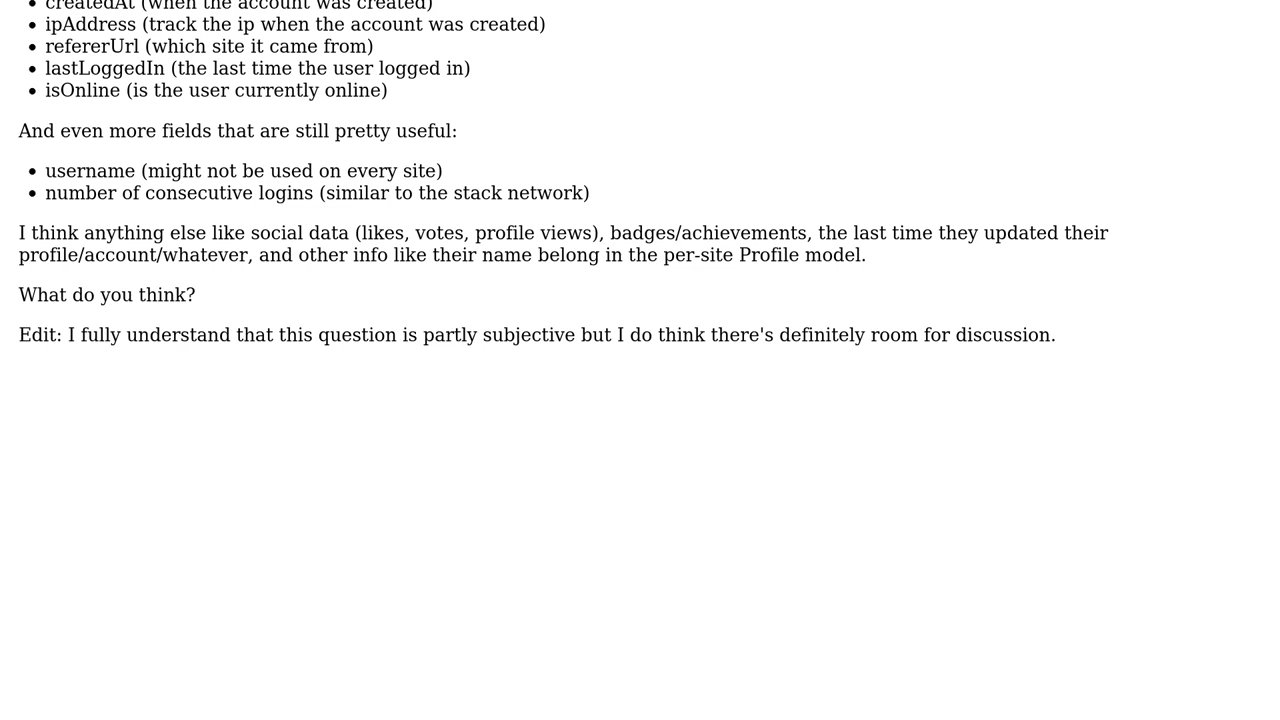 • createdAt (when the account was created)
• ipAddress (track the ip when the account was created)
• refererUrl (which site it came from)
• lastLoggedIn (the last time the user logged in)
• isOnline (is the user currently online)
And even more fields that are still pretty useful:
• username (might not be used on every site)
• number of consecutive logins (similar to the stack network)
I think anything else like social data (likes, votes, profile views), badges/achievements, the last time they updated their
profile/account/whatever, and other info like their name belong in the per-site Profile model.
What do you think?
Edit: I fully understand that this question is partly subjective but I do think there's definitely room for discussion.